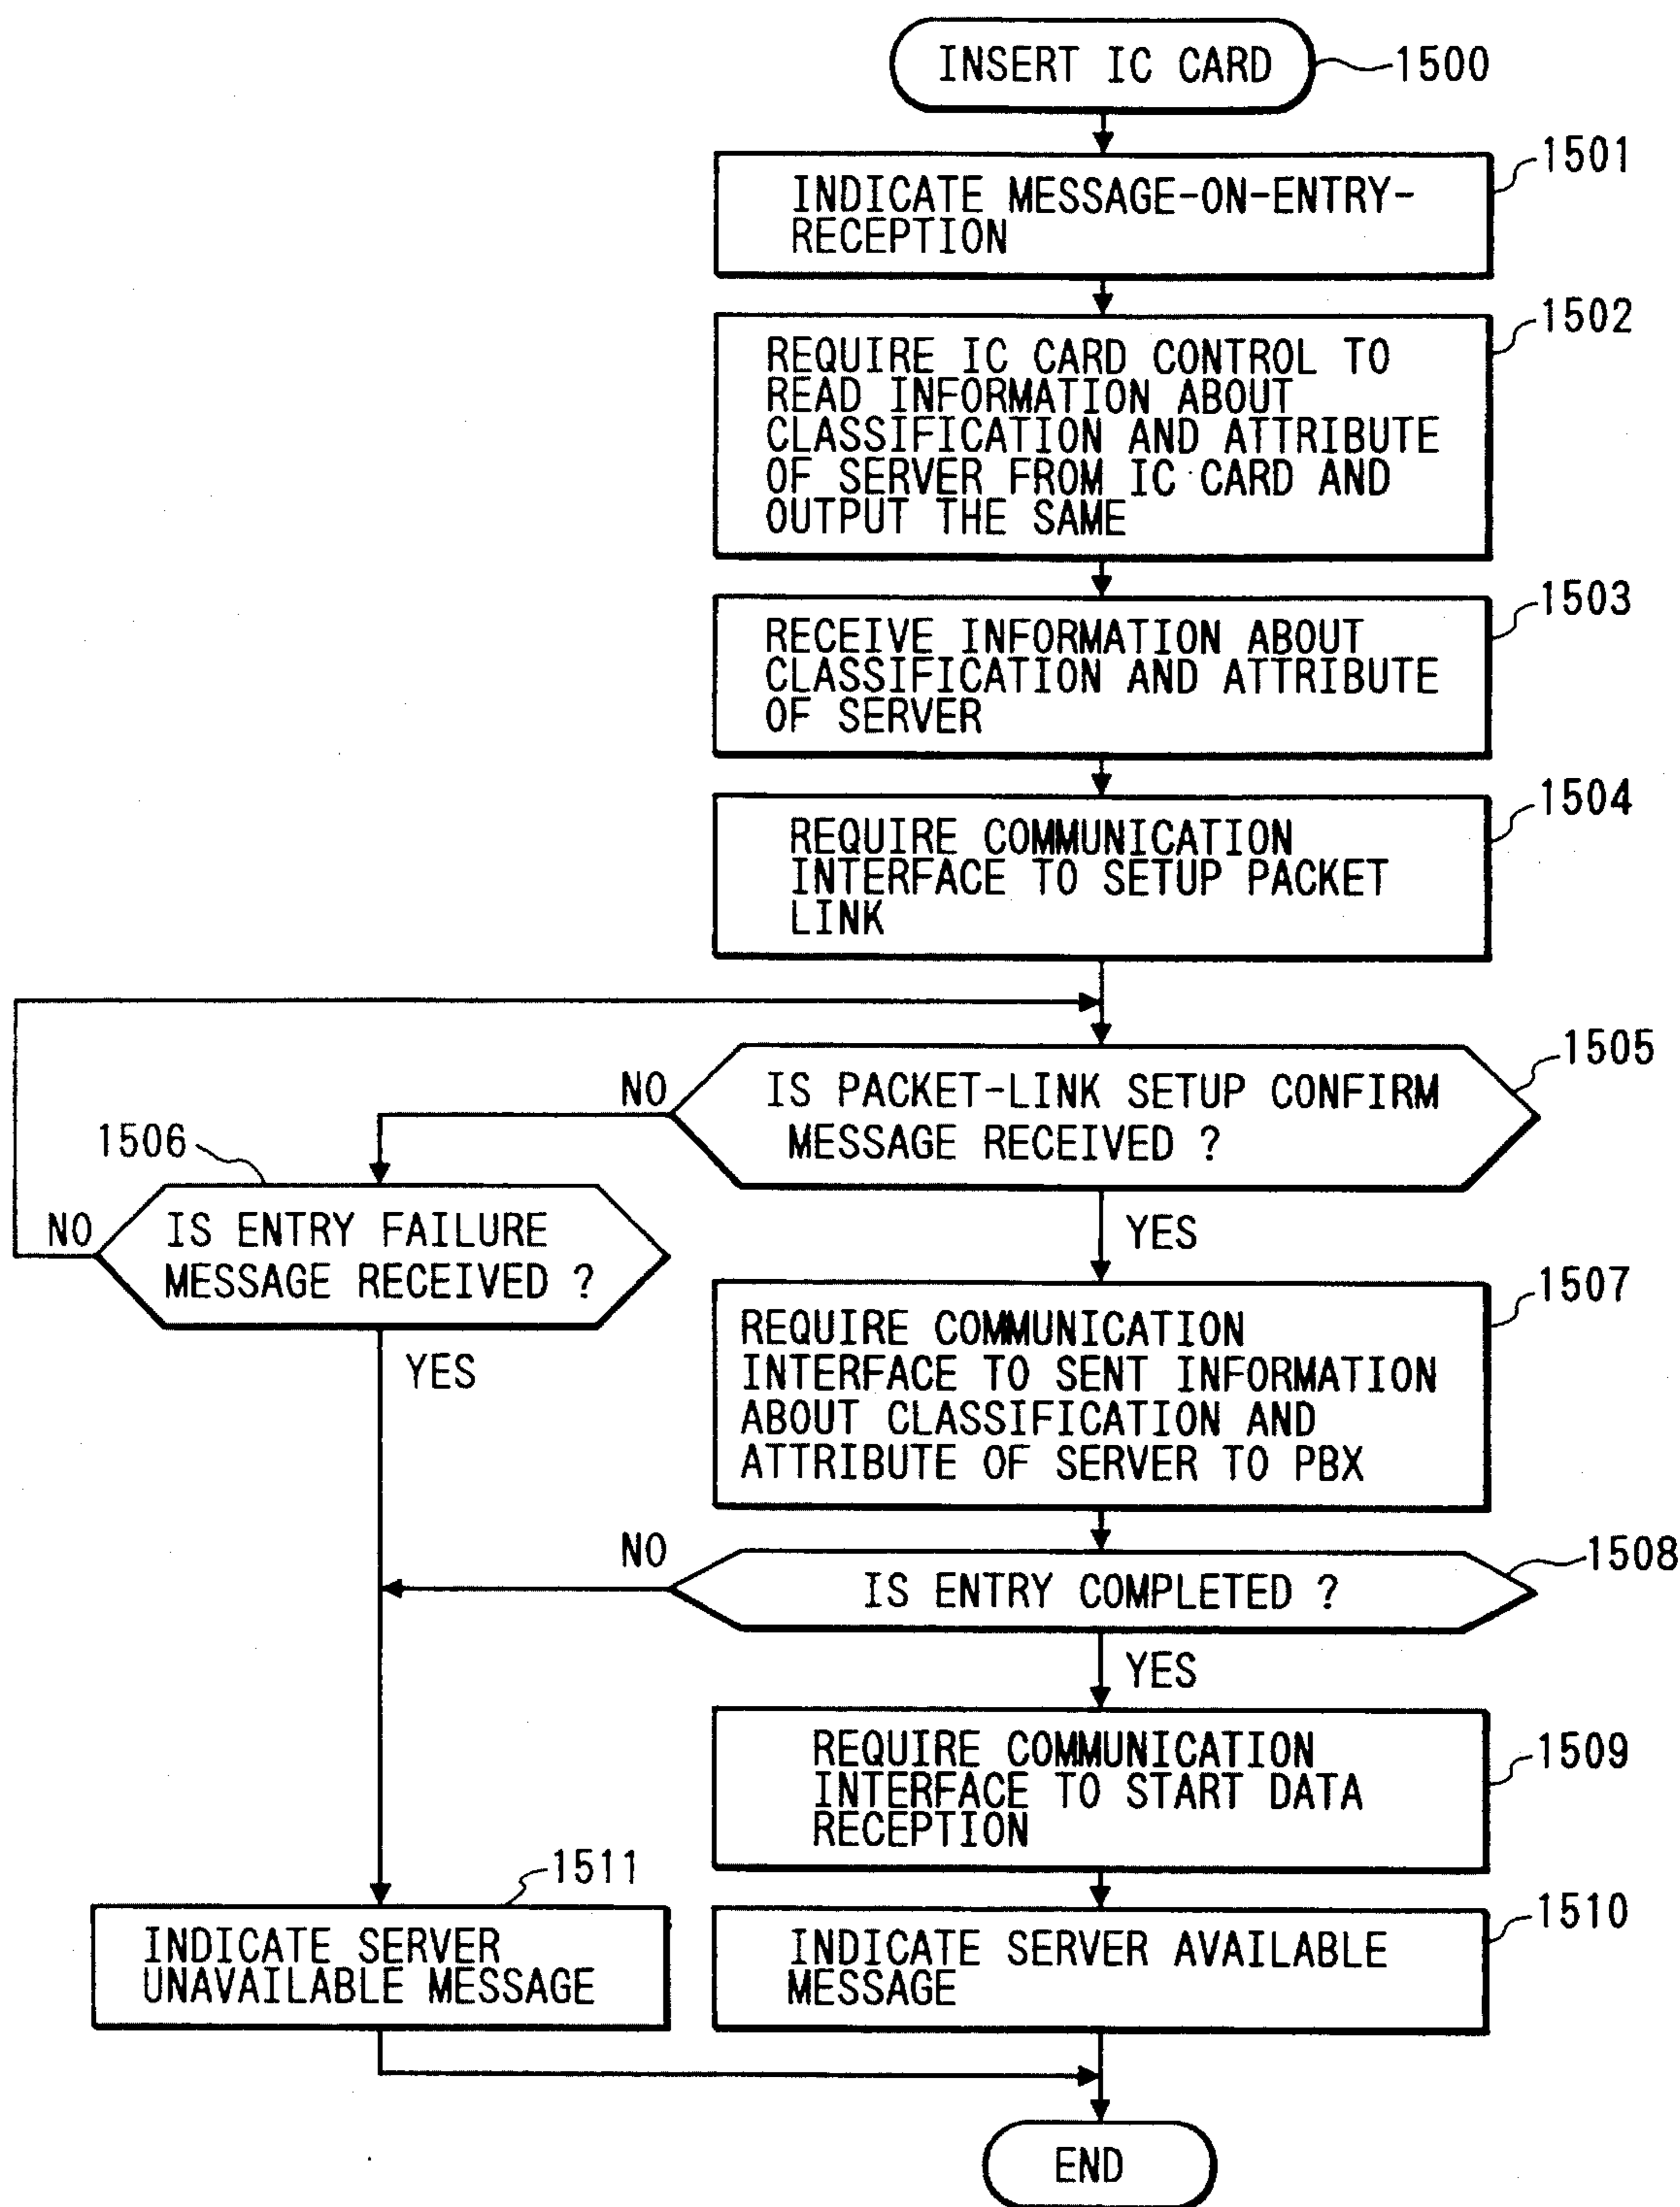 INSERT IC CARD
1500
1501
INDICATE MESSAGE-ON-ENTRY-
RECEPTION
1502
REQUIRE IC CARD CONTROL TO
READ INFORMATION ABOUT
CLASSIFICATION AND ATTRIBUTE
OF SERVER FROM IC CARD AND
OUTPUT THE SAME
1503
RECEIVE INFORMATION ABOUT
CLASSIFICATION AND ATTRIBUTE
OF SERVER
1504
REQUIRE COMMUNICATION
INTERFACE TO SETUP PACKET
LINK
1505
NO
IS PACKET-LINK SETUP CONFIRM
MESSAGE RECEIVED ?
1506
NO
IS ENTRY FAILURE
MESSAGE RECEIVED ?
YES
YES
1507
REQUIRE COMMUNICATION
INTERFACE TO SENT INFORMATION
ABOUT CLASSIFICATION AND
ATTRIBUTE OF SERVER TO PBX
NO
1508
IS ENTRY COMPLETED ?
YES
1509
REQUIRE COMMUNICATION
INTERFACE TO START DATA
RECEPTION
1511
INDICATE SERVER
UNAVAILABLE MESSAGE
1510
INDICATE SERVER AVAILABLE
MESSAGE
END